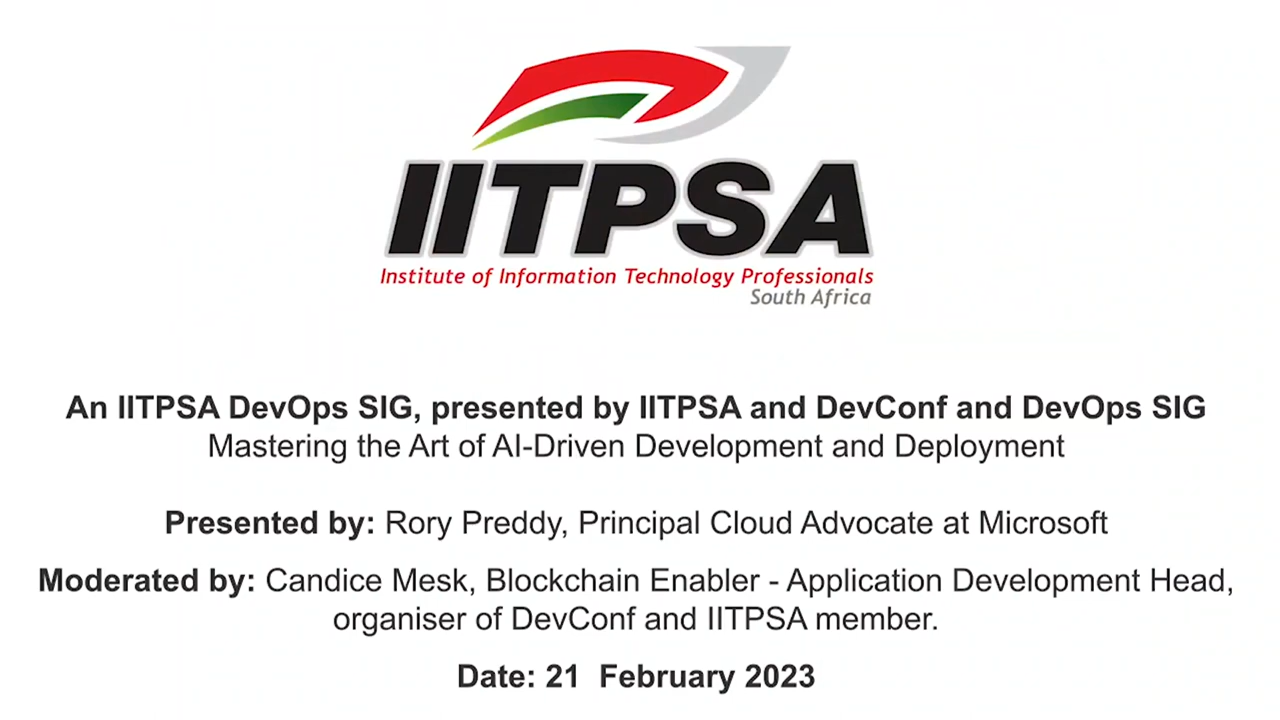 IITPSA
Institute of Information Technology Professionals
South Africa
An IITPSA DevOps SIG, presented by IITPSA and DevConf and DevOps SIG
Mastering the Art of AI-Driven Development and Deployment
Presented by: Rory Preddy, Principal Cloud Advocate at Microsoft
Moderated by: Candice Mesk, Blockchain Enabler - Application Development Head,
organiser of DevConf and IITPSA member.
Date: 21  February 2023